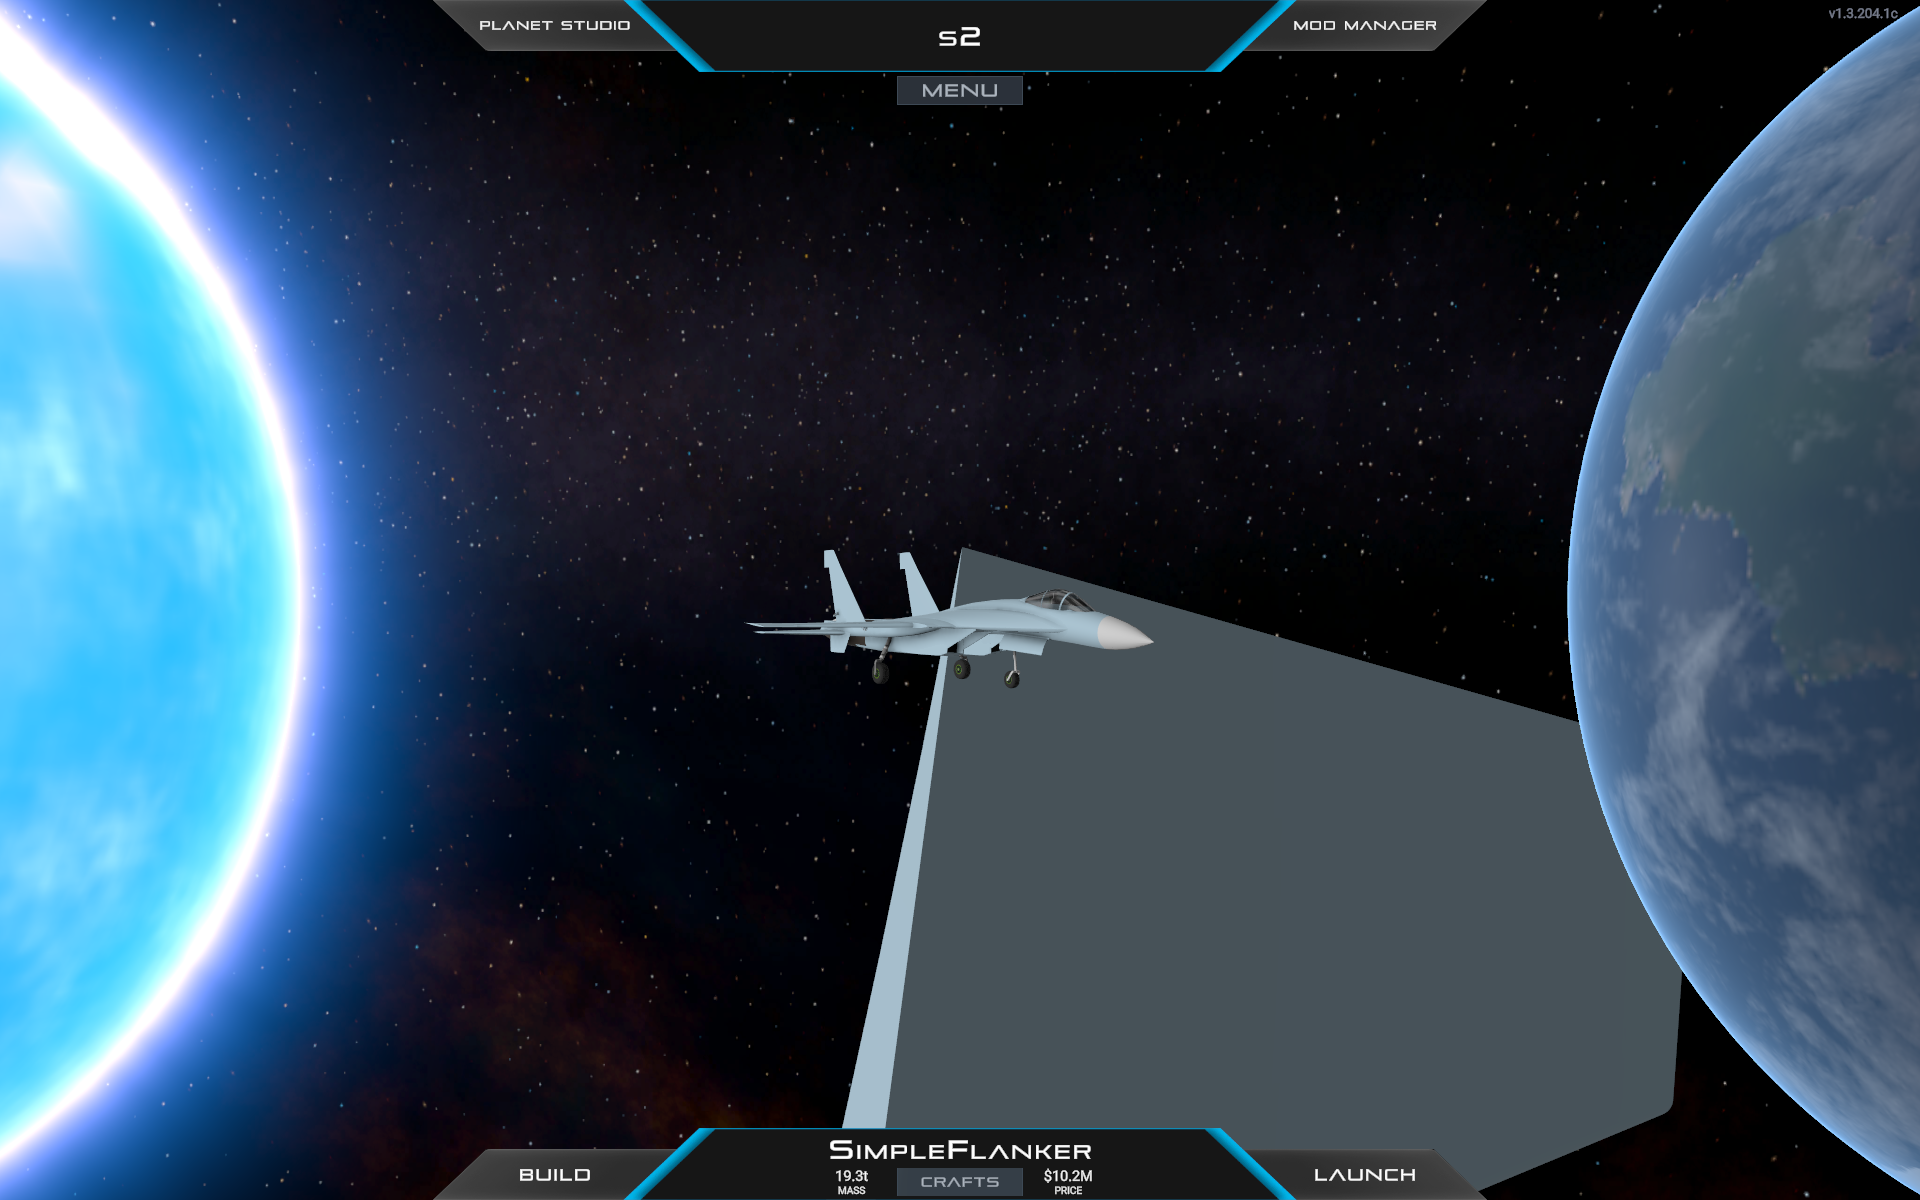 PLANET STUDIO
s2
MOD MANAGER
v1.3.204.1c
MENU
SIMPLEFLANKER
BUILD
19.3t
MASS
CRAFTS
$10.2M
PRICE
LAUNCH